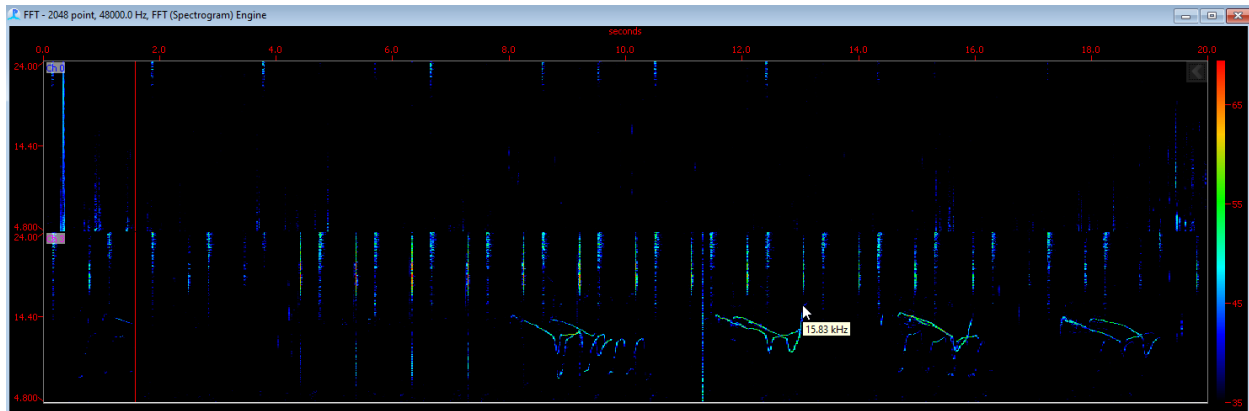 FFT - 2048 point, 48000.0 Hz, FFT (Spectrogram) Engine
seconds
0.0 2.0 4.0 6.0 8.0 10.0 12.0 14.0 16.0 18.0 20.0
24.00
Ch 0
65
14.40
55
4.800
24.00
14.40
15.83 kHz
45
4.800
35